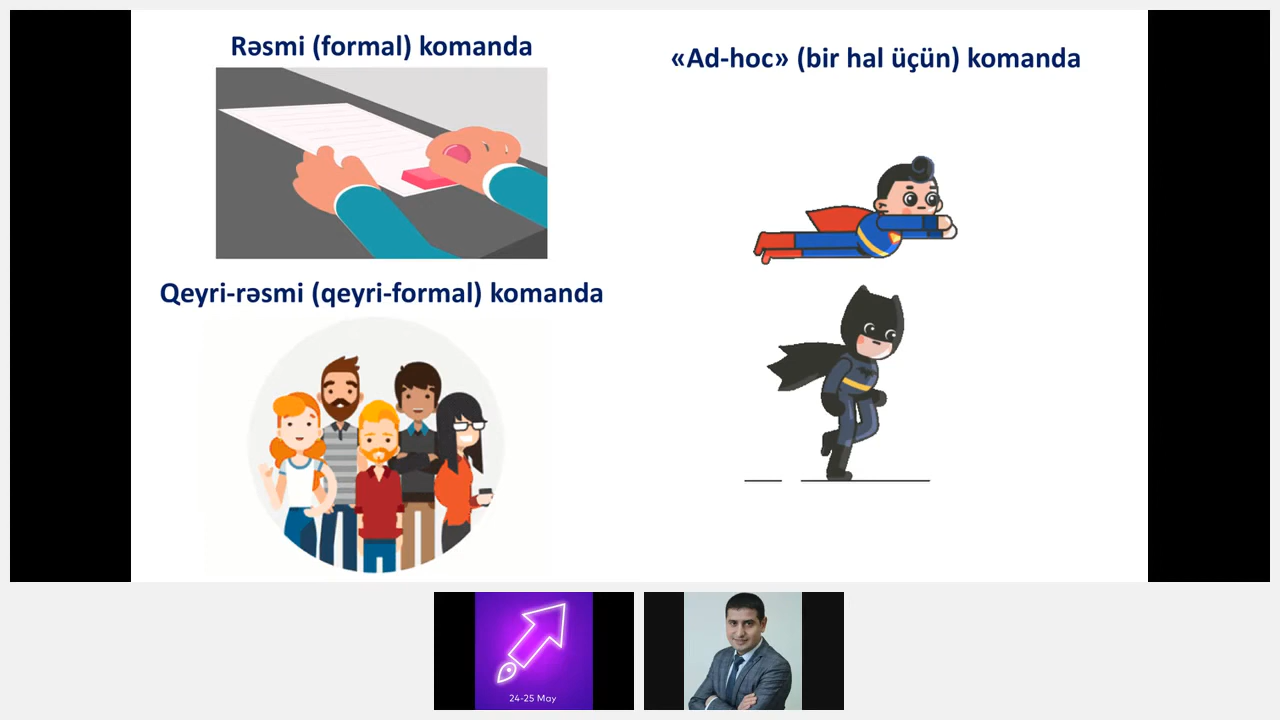 Rəsmi (formal) komanda
«Ad-hoc» (bir hal üçün) komanda
Qeyri-rəsmi (qeyri-formal) komanda
24-25 May